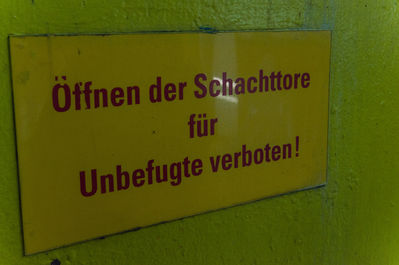 Öffnen der Schachttore
für
Unbefugte verboten!